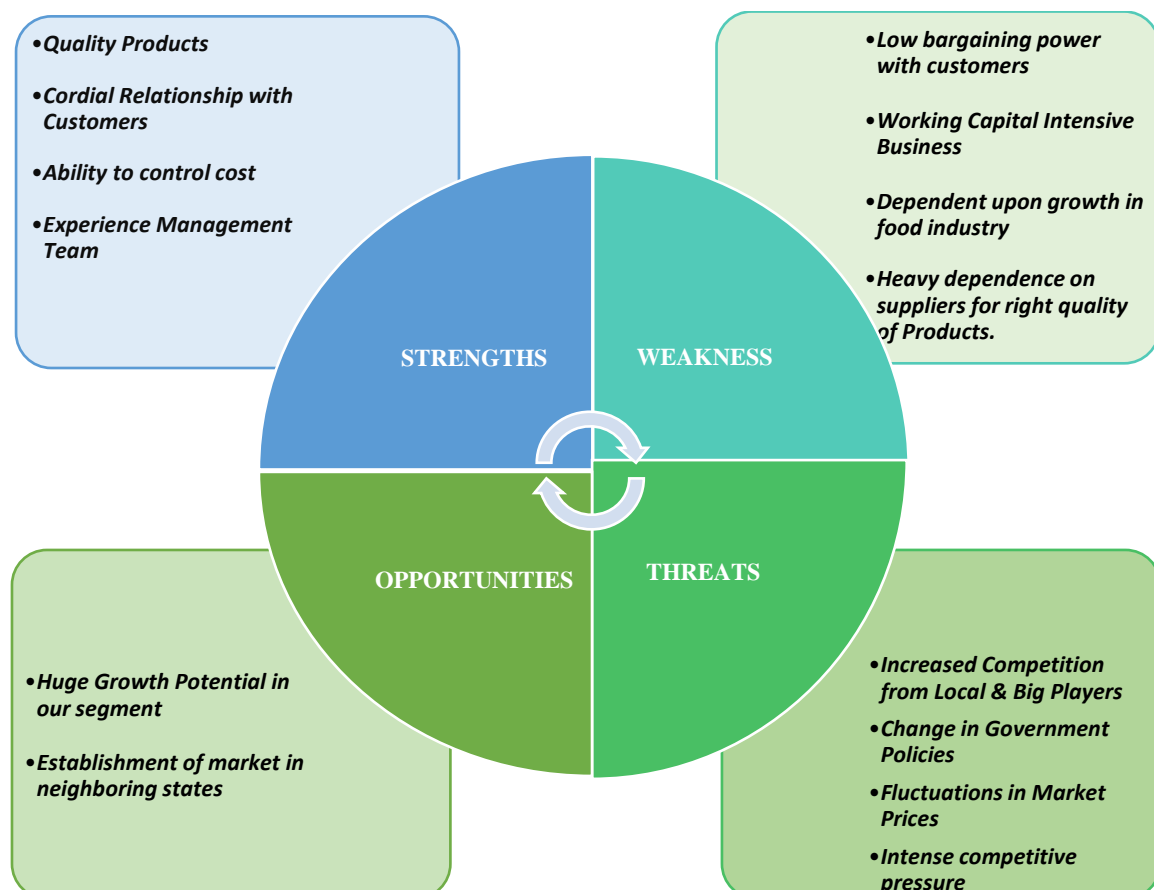 •Quality Products
•Cordial Relationship with
Customers
•Ability to control cost
•Experience Management
Team
•Low bargaining power
with customers
•Working Capital Intensive
Business
•Dependent upon growth in
food industry
•Heavy dependence on
suppliers for right quality
of Products.
STRENGTHS
WEAKNESS
OPPORTUNITIES
THREATS
•Huge Growth Potential in
our segment
•Establishment of market in
neighboring states
•Increased Competition
from Local & Big Players
•Change in Government
Policies
•Fluctuations in Market
Prices
•Intense competitive
pressure